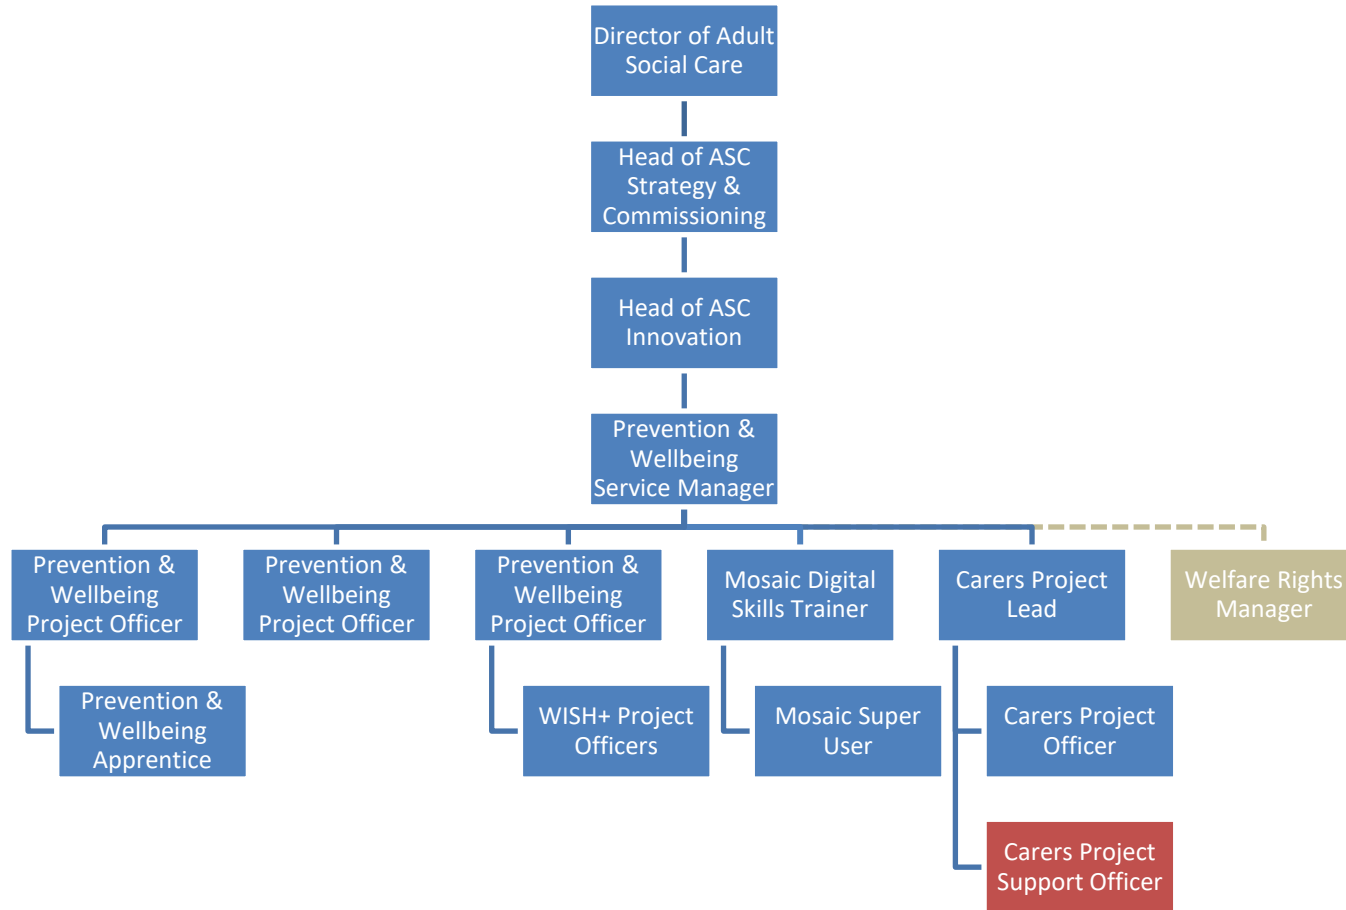 Director of Adult
Social Care
Head of ASC
Strategy &
Commissioning
Head of ASC
Innovation
Prevention &
Wellbeing
Service Manager
Prevention &
Wellbeing
Project Officer
Prevention &
Wellbeing
Project Officer
Prevention &
Wellbeing
Project Officer
Mosaic Digital
Skills Trainer
Carers Project
Lead
Welfare Rights
Manager
Prevention &
Wellbeing
Apprentice
WISH+ Project
Officers
Mosaic Super
User
Carers Project
Officer
Carers Project
Support Officer